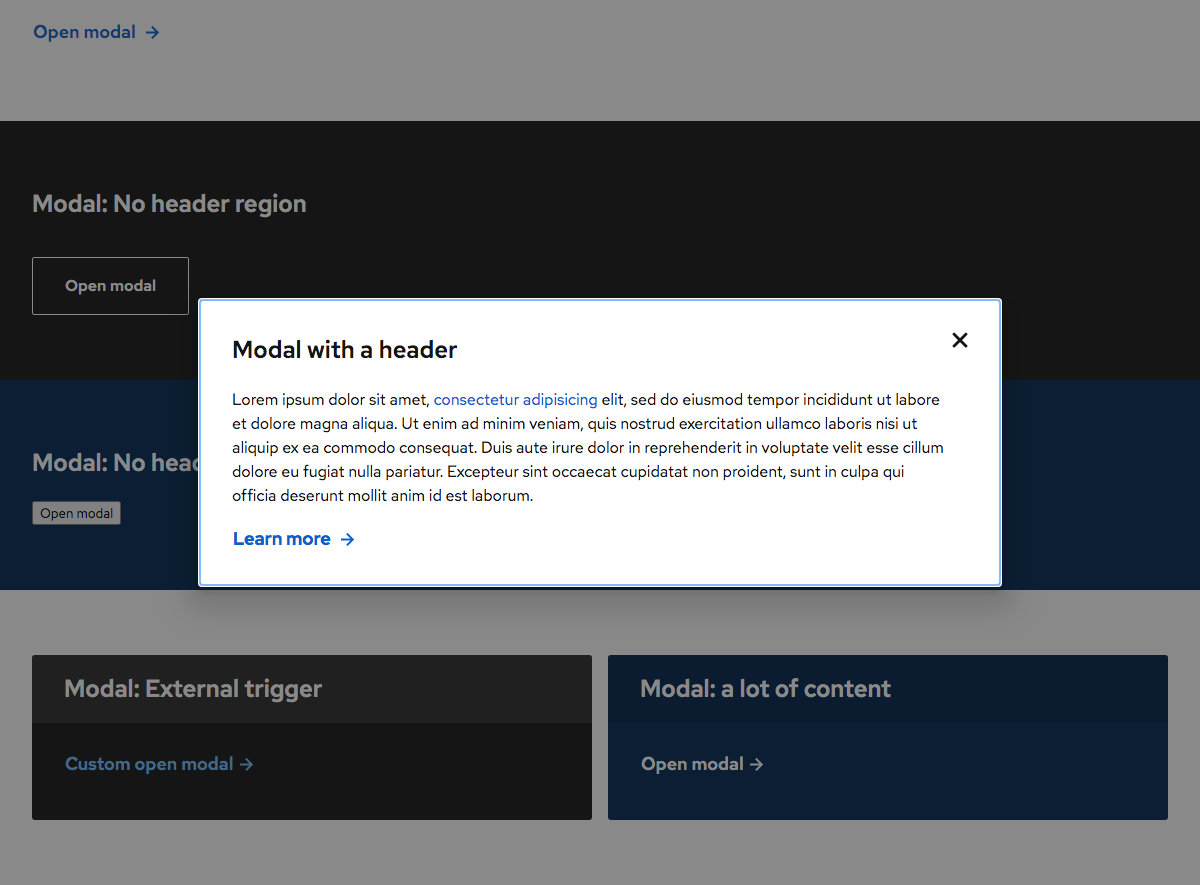 Open modal →
Modal: No header region
Open modal
Modal with a header
Lorem ipsum dolor sit amet, consectetur adipisicing elit, sed do eiusmod tempor incididunt ut labore
et dolore magna aliqua. Ut enim ad minim veniam, quis nostrud exercitation ullamco laboris nisi ut
aliquip ex ea commodo consequat. Duis aute irure dolor in reprehenderit in voluptate velit esse cillum
dolore eu fugiat nulla pariatur. Excepteur sint occaecat cupidatat non proident, sunt in culpa qui
officia deserunt mollit anim id est laborum.
Learn more →
Modal: No head
Open modal
Modal: External trigger
Custom open modal →
Modal: a lot of content
Open modal →